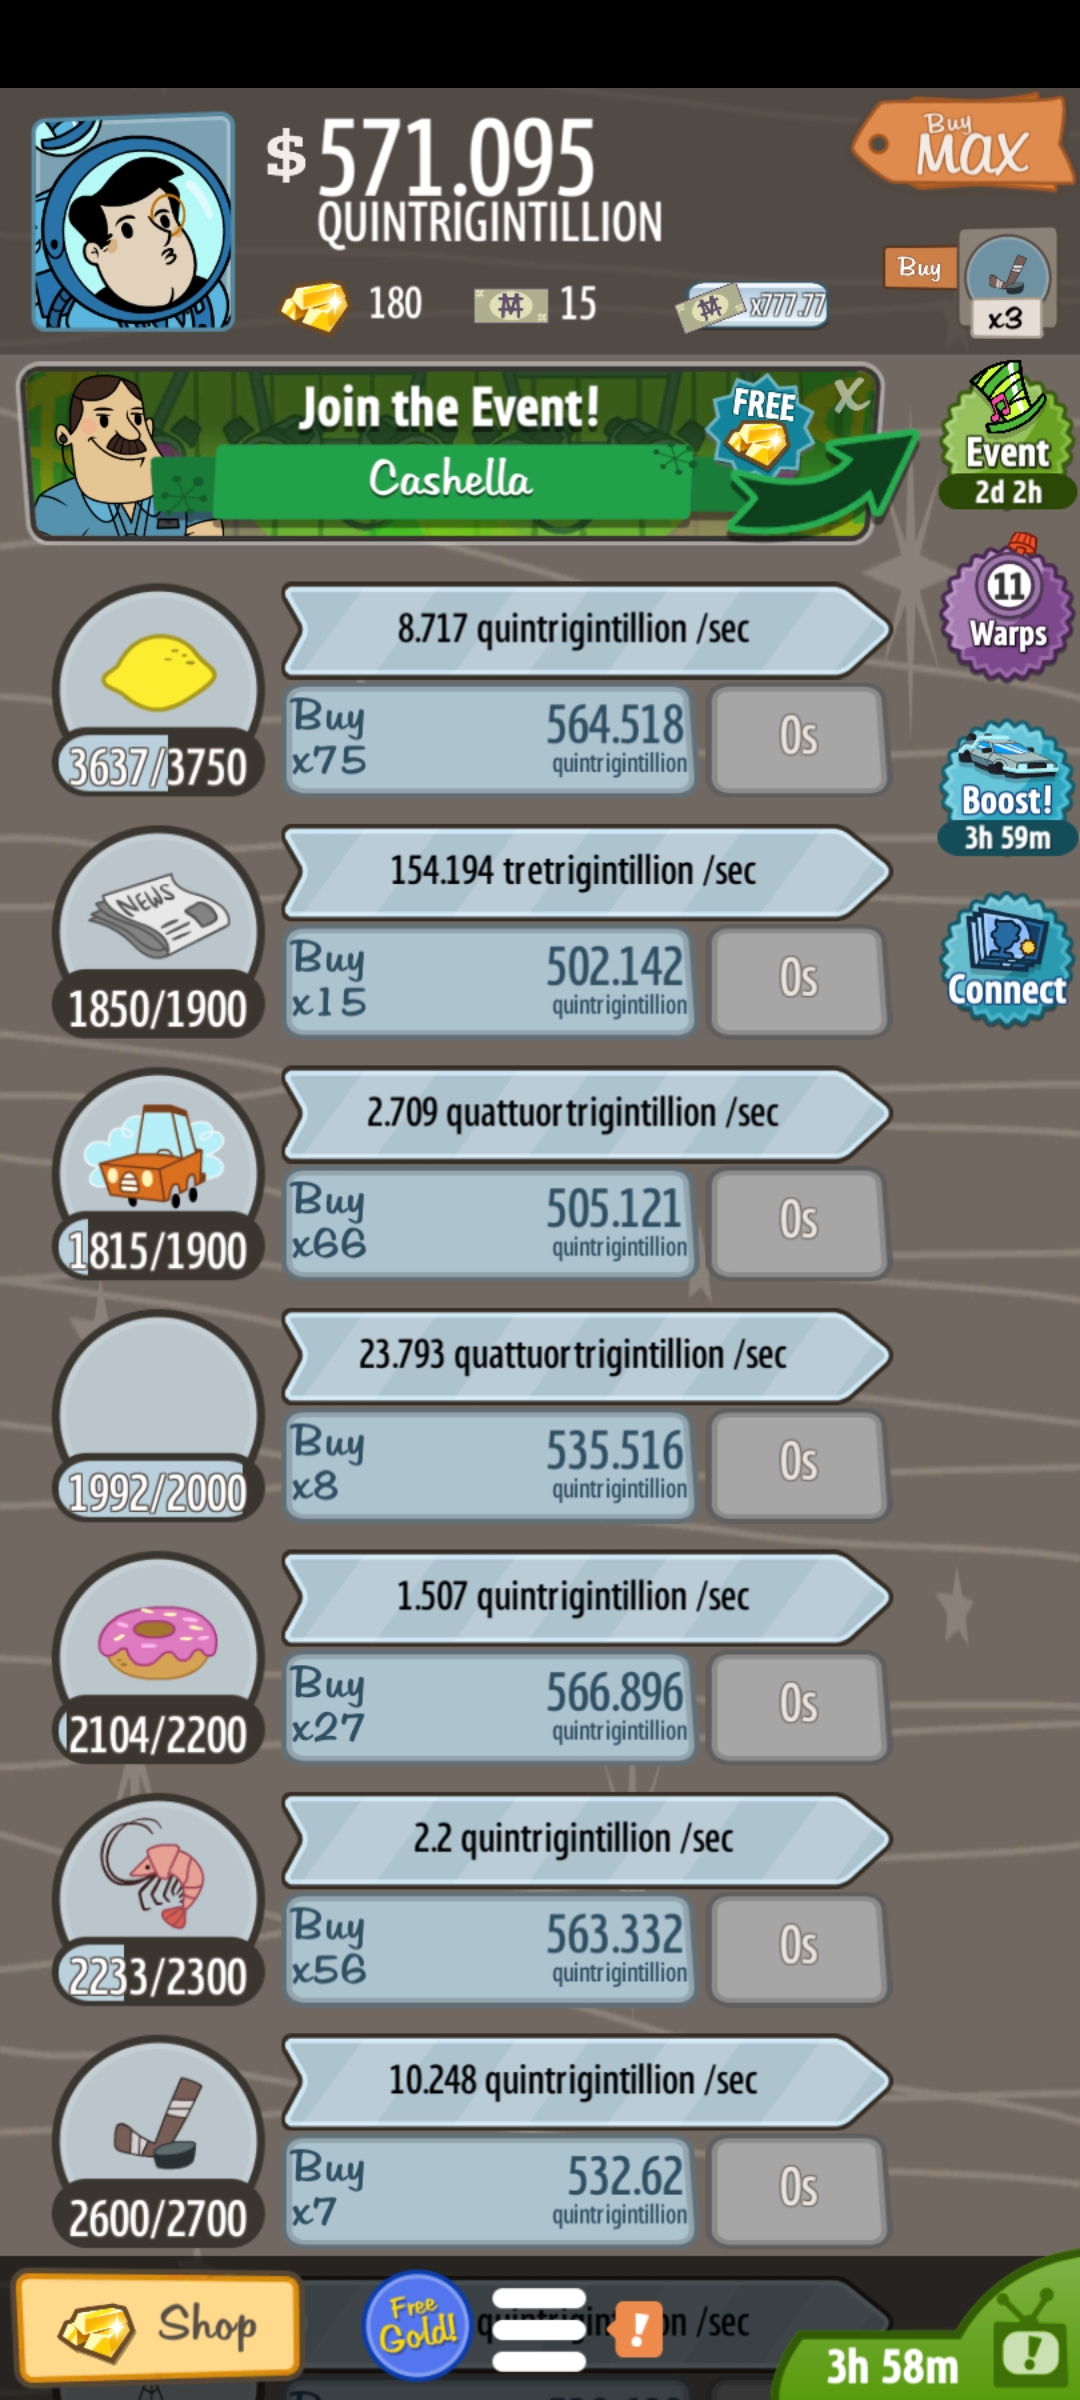 $571.095
QUINTRIGINTILLION
Buy
MAX
180
15
x777.77
Buy
x3
Join the Event!
Cashella
FREE
X
Event
2d 2h
11
Warps
8.717 quintrigintillion /sec
3637/3750
Buy
x75
564.518
quintrigintillion
0s
Boost!
3h 59m
NEWS
154.194 tretrigintillion /sec
1850/1900
Buy
x15
502.142
quintrigintillion
0s
Connect
2.709 quattuortrigintillion /sec
1815/1900
Buy
x66
505.121
quintrigintillion
0s
23.793 quattuortrigintillion /sec
1992/2000
Buy
x8
535.516
quintrigintillion
0s
1.507 quintrigintillion /sec
2104/2200
Buy
x27
566.896
quintrigintillion
0s
2.2 quintrigintillion /sec
2233/2300
Buy
x56
563.332
quintrigintillion
0s
10.248 quintrigintillion /sec
2600/2700
Buy
x7
532.62
quintrigintillion
0s
Shop
Free
Gold!
!
/sec
3h 58m
!